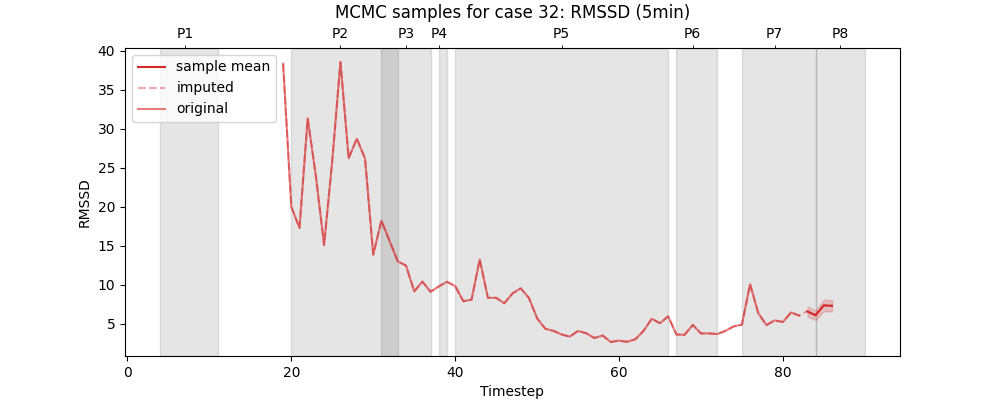 MCMC samples for case 32: RMSSD (5min)
P1 P2 P3 P4 P5 P6 P7 P8
sample mean
imputed
original
40
35
30
25
20
15
10
5
RMSSD
0 20 40 60 80
Timestep